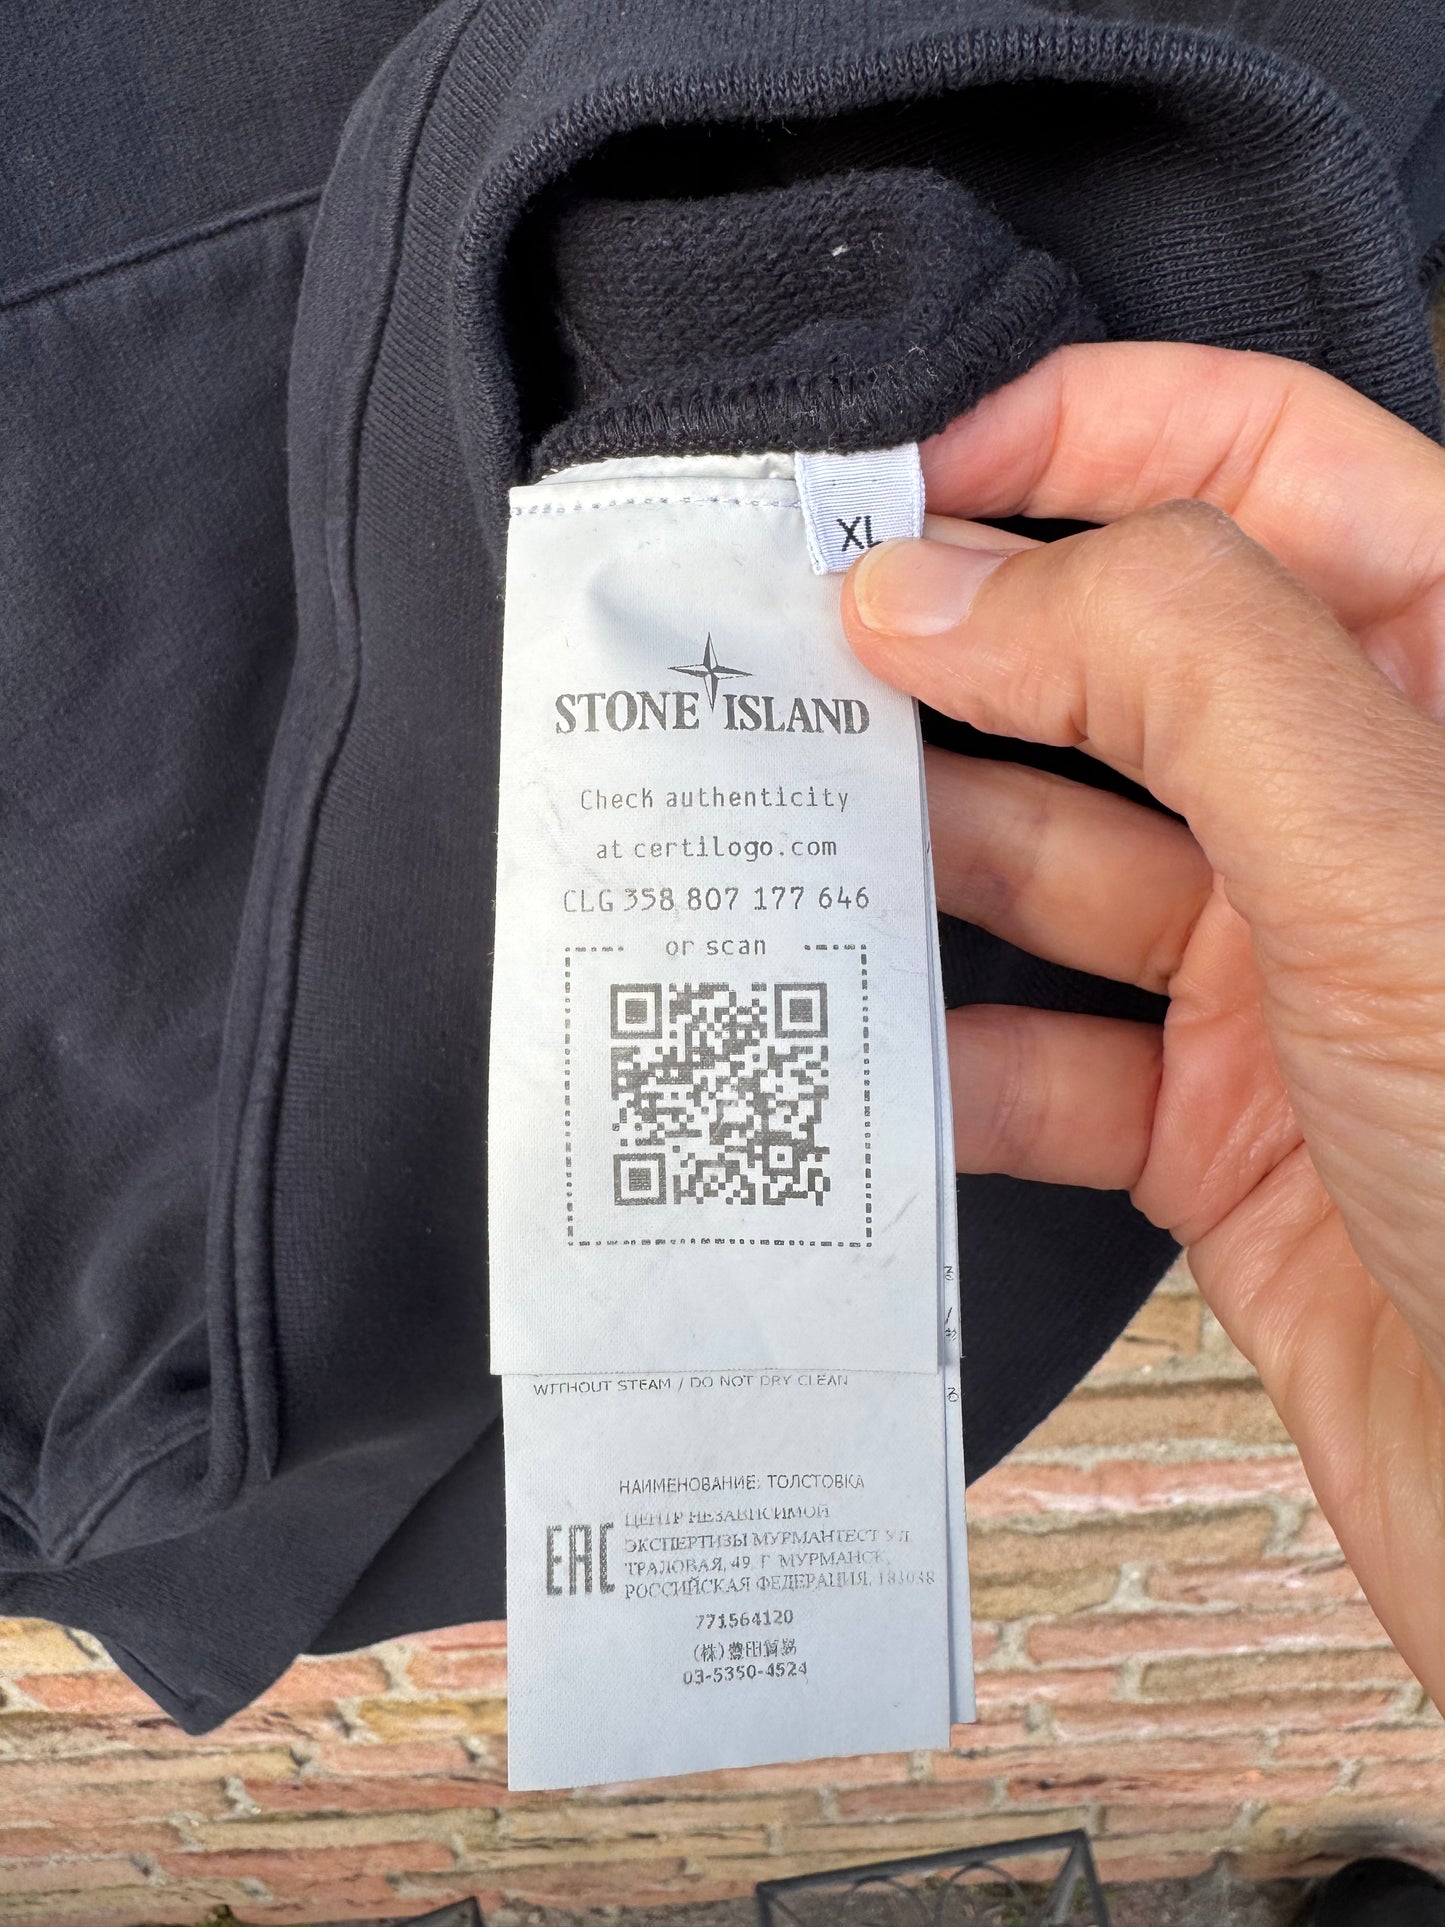 XL
STONE ISLAND
Check authenticity
at certilogo.com
CLG 358 807 177 646
or scan
WITHOUT STEAM / DO NOT DRY CLEAN
НАИМЕНОВАНИЕ: ТОЛСТОВКА
EAC
ЦЕНТР НЕЗАВИСИМОЙ
ЭКСПЕРТИЗЫ МУРМАНТЕСТ УЛ
ТРАЛОВАЯ, 49 Г. МУРМАНСК,
РОССИЙСКАЯ ФЕДЕРАЦИЯ, 183038
771564120
(株)豊田貿易
03-5350-4524